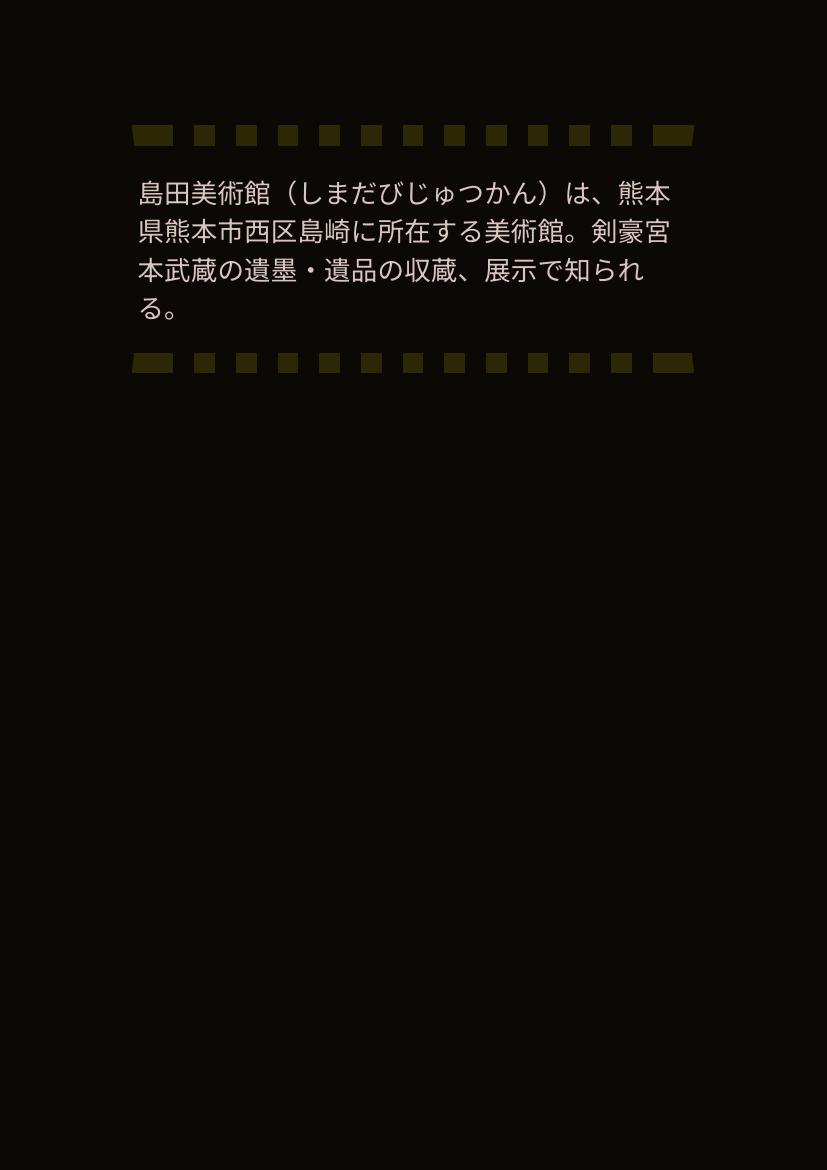 島田美術館（しまだびじゅつかん）は、熊本
県熊本市西区島崎に所在する美術館。剣豪宮
本武蔵の遺墨・遺品の収蔵、展示で知られ
る。